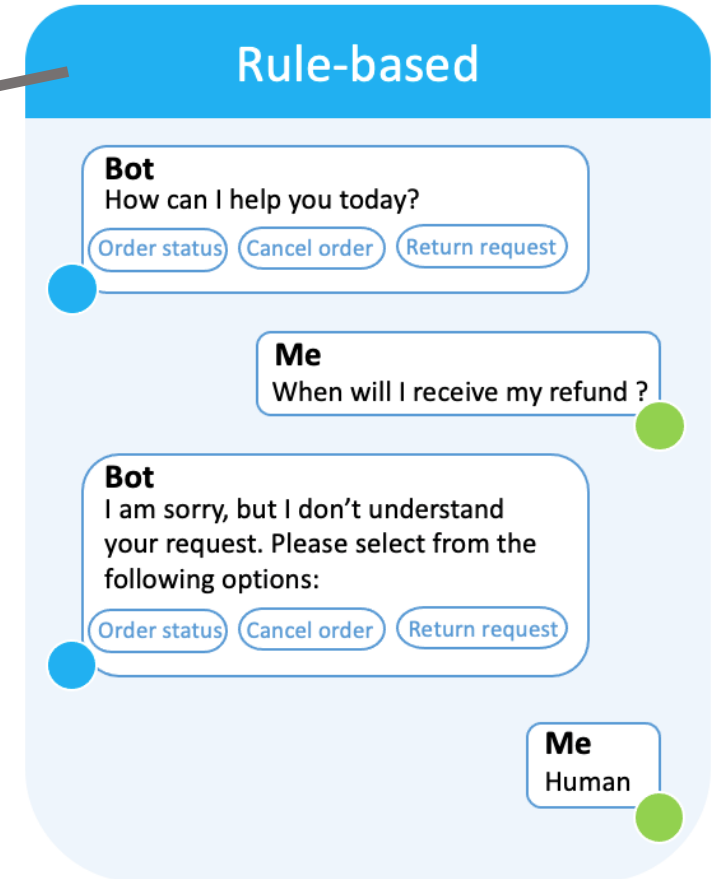 Rule-based
Bot
How can I help you today?
Order status Cancel order Return request
Me
When will I receive my refund ?
Bot
I am sorry, but I don’t understand
your request. Please select from the
following options:
Order status Cancel order Return request
Me
Human